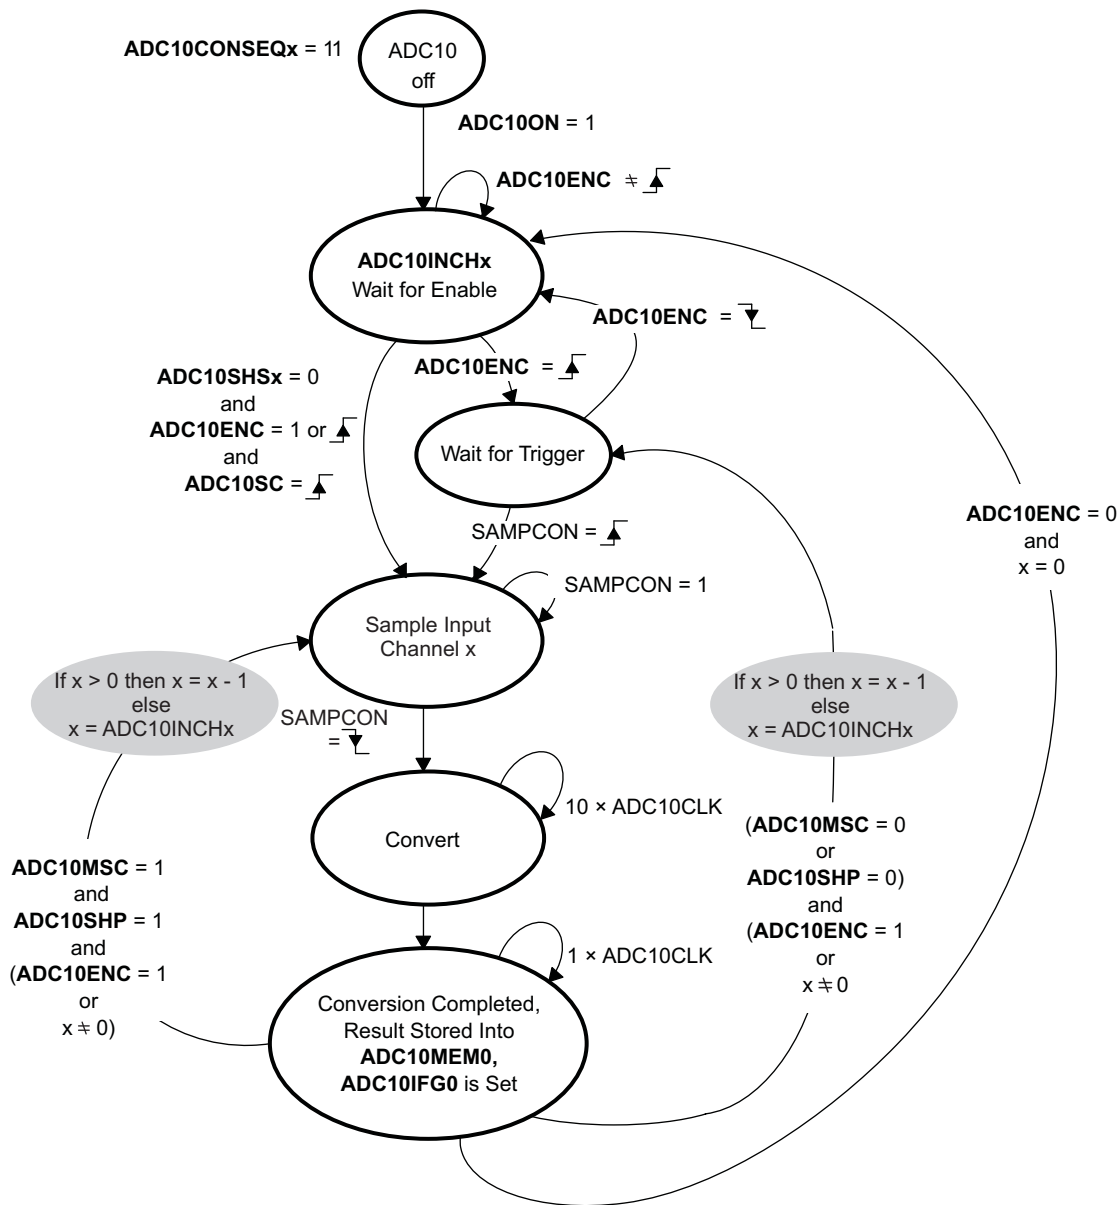 ADC10CONSEQx = 11
ADC10
off
ADC10ON = 1
ADC10ENC ≠
ADC10INCHx
Wait for Enable
ADC10ENC =
ADC10ENC =
ADC10SHSx = 0
and
ADC10ENC = 1 or
and
ADC10SC =
Wait for Trigger
SAMPCON =
ADC10ENC = 0
and
x = 0
SAMPCON = 1
Sample Input
Channel x
If x > 0 then x = x - 1
else
x = ADC10INCHx
If x > 0 then x = x - 1
else
x = ADC10INCHx
SAMPCON
=
10 × ADC10CLK
Convert
(ADC10MSC = 0
or
ADC10SHP = 0)
and
(ADC10ENC = 1
or
x ≠ 0
ADC10MSC = 1
and
ADC10SHP = 1
and
(ADC10ENC = 1
or
x ≠ 0)
1 × ADC10CLK
Conversion Completed,
Result Stored Into
ADC10MEM0,
ADC10IFG0 is Set